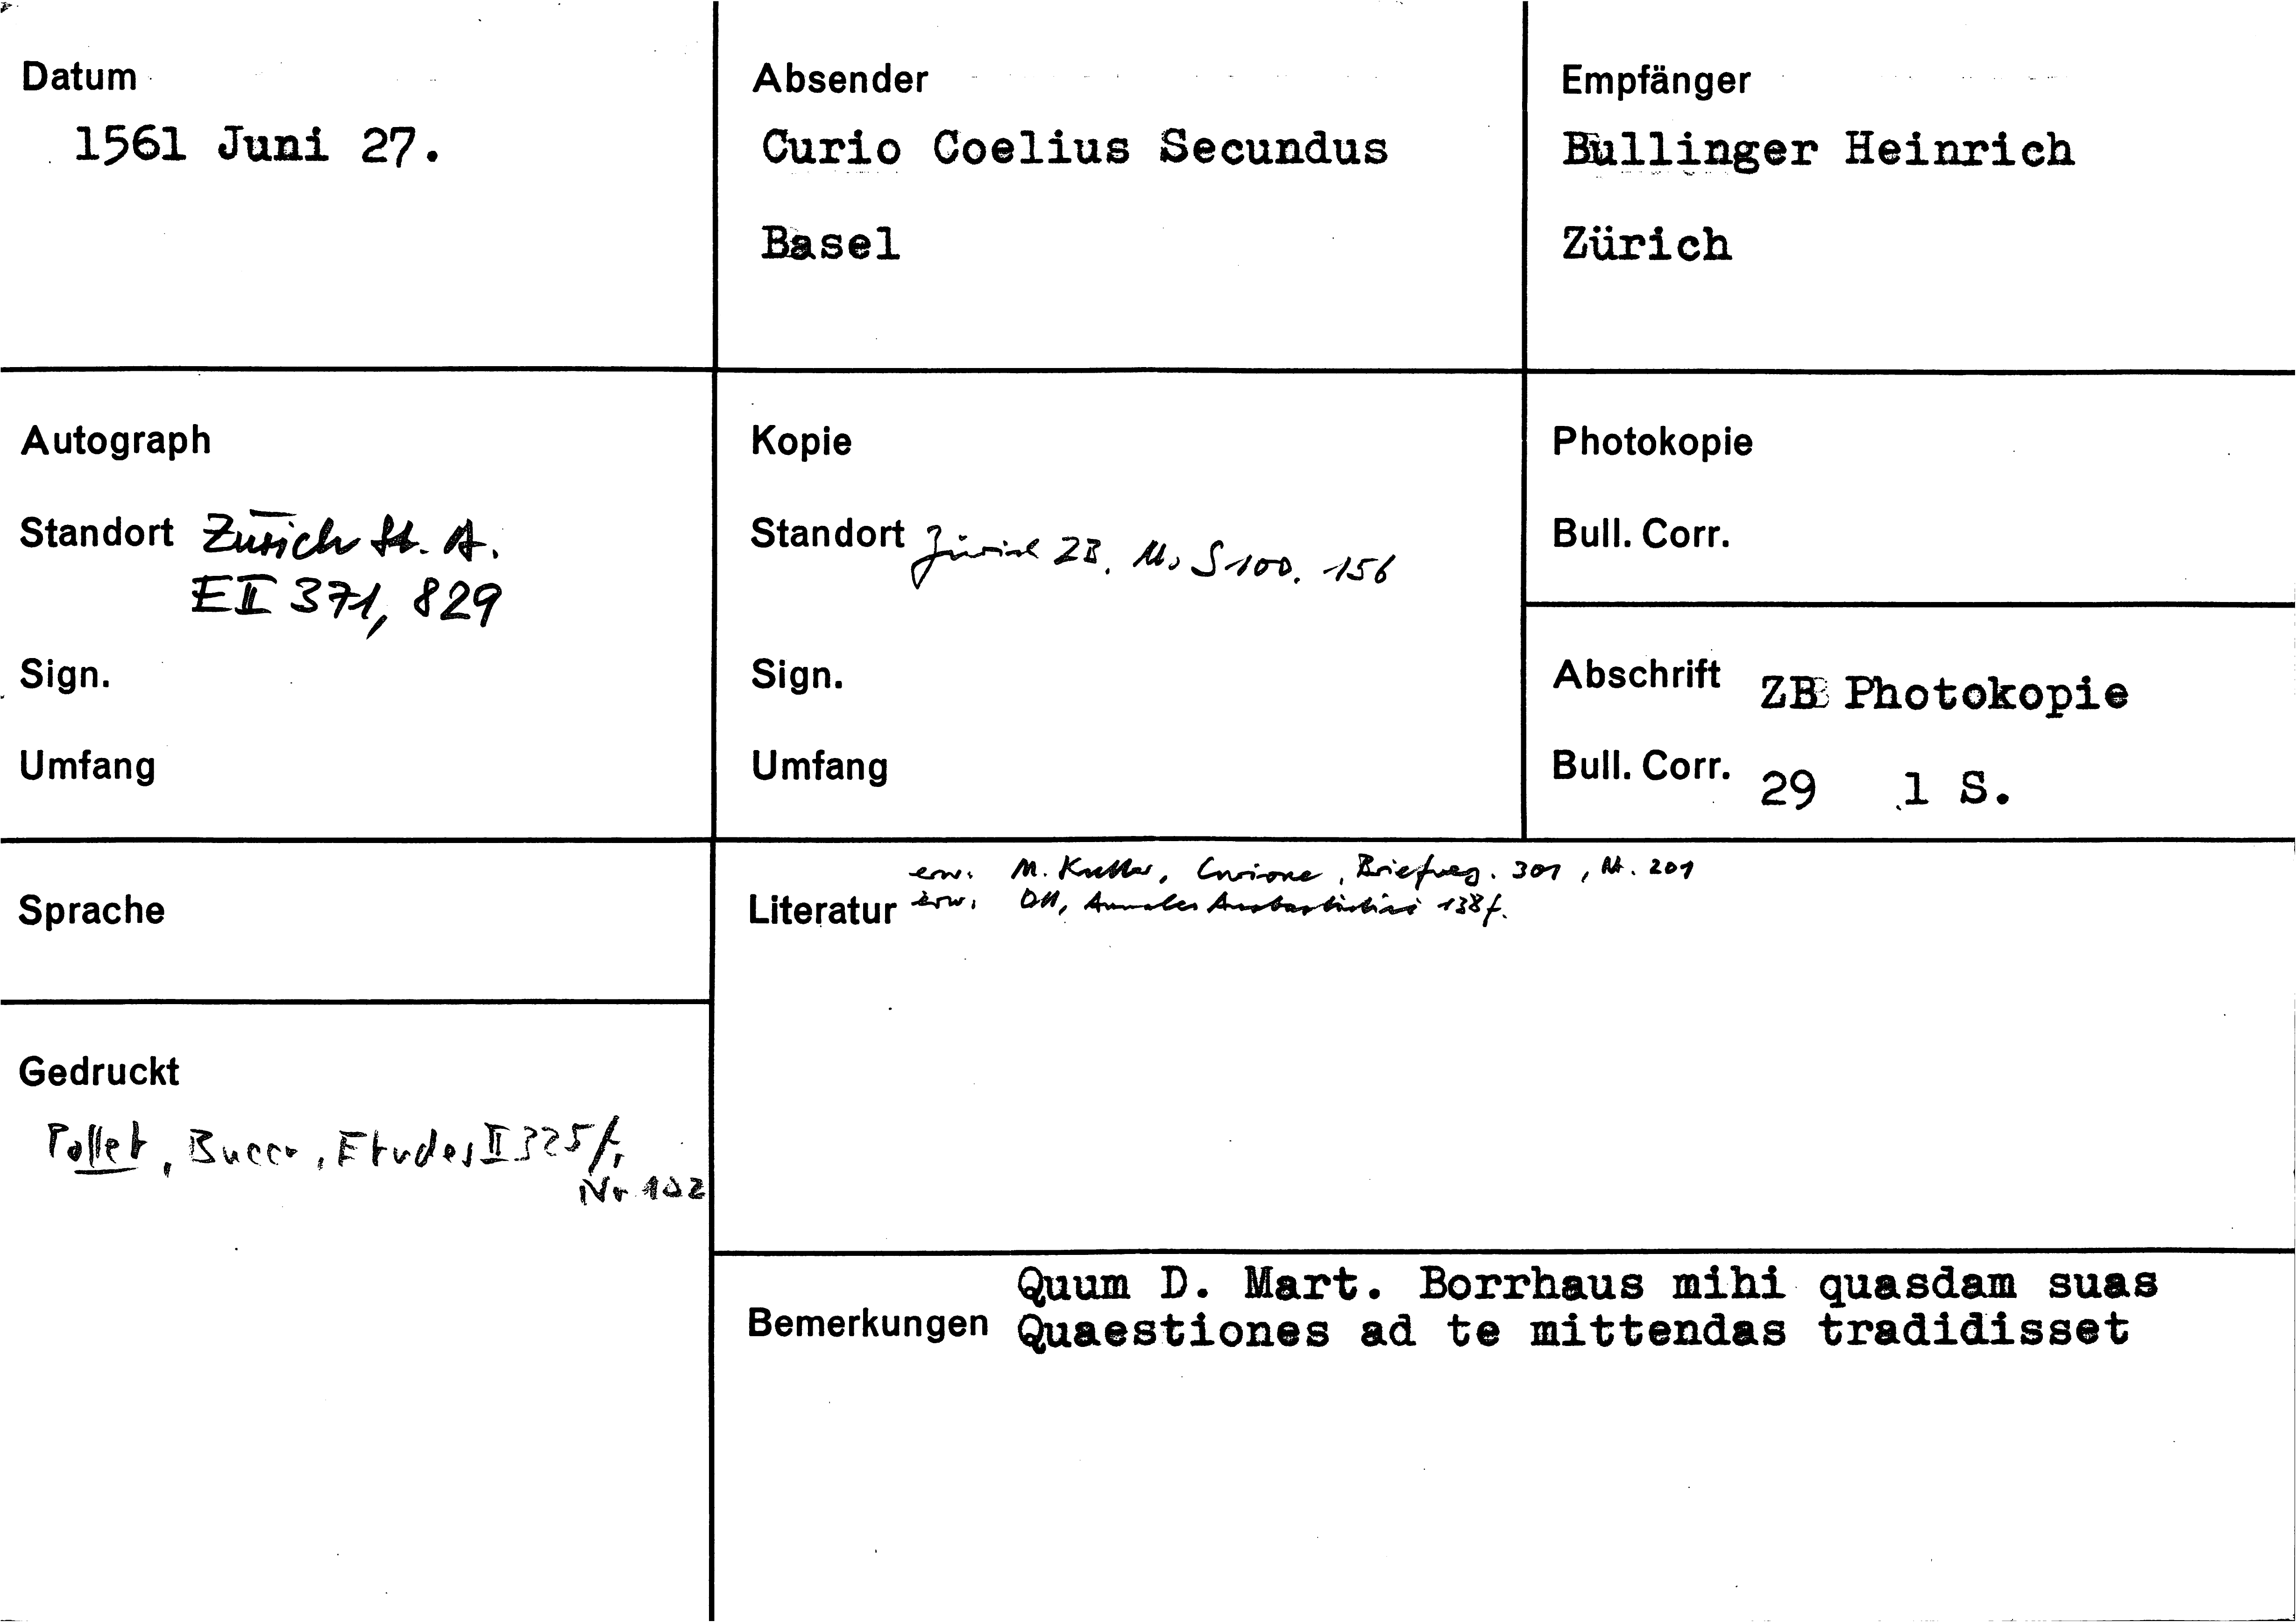 Datum
1561 Juni 27.
Absender
Curio Coelius Secundus
Basel
Empfänger
Bullinger Heinrich
Zürich
Autograph
Standort Zürich St. A.
E II 371, 829
Sign.
Umfang
Kopie
Standort Zürich ZB. Ms S 100. 156
Sign.
Umfang
Photokopie
Bull. Corr.
Abschrift ZB Photokopie
Bull. Corr. 29 1 S.
Sprache
Gedruckt
Pollet, Bucer, Etudes II 325f,
Nr 102
erw. M. Kutter, Curione, Briefverz. 301, Nr. 201
Literatur erw. Ott, Annales Anabaptistici 138f.
Quum D. Mart. Borrhaus mihi quasdam suas
Bemerkungen Quaestiones ad te mittendas tradidisset